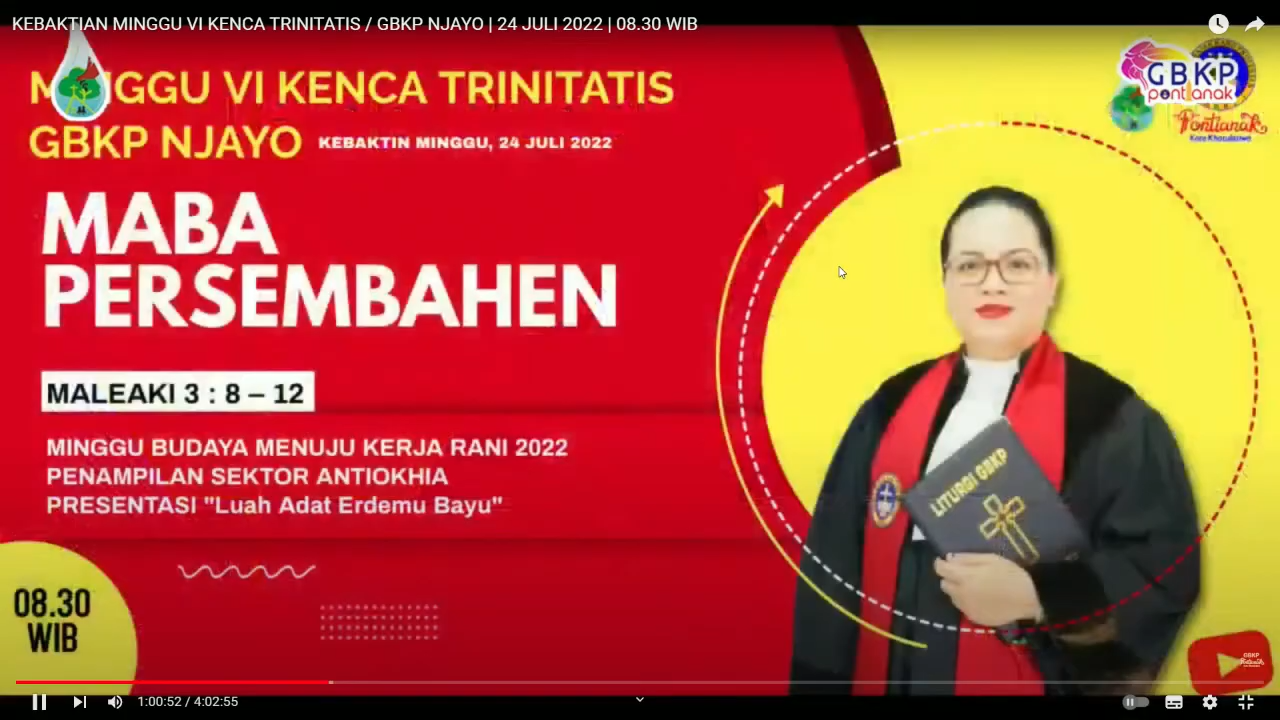 KEBAKTIAN MINGGU VI KENCA TRINITATIS / GBKP NJAYO | 24 JULI 2022 | 08.30 WIB
GGU VI KENCA TRINITATIS
GBKP NJAYO KEBAKTIN MINGGU, 24 JULI 2022
GBKP
pontianak
Pontianak
MABA
PERSEMBAHEN
MALEAKI 3 : 8 – 12
MINGGU BUDAYA MENUJU KERJA RANI 2022
PENAMPILAN SEKTOR ANTIOKHIA
PRESENTASI "Luah Adat Erdemu Bayu"
LITURGI GBKP
08.30
WIB
GBKP
1:00:52 / 4:02:55